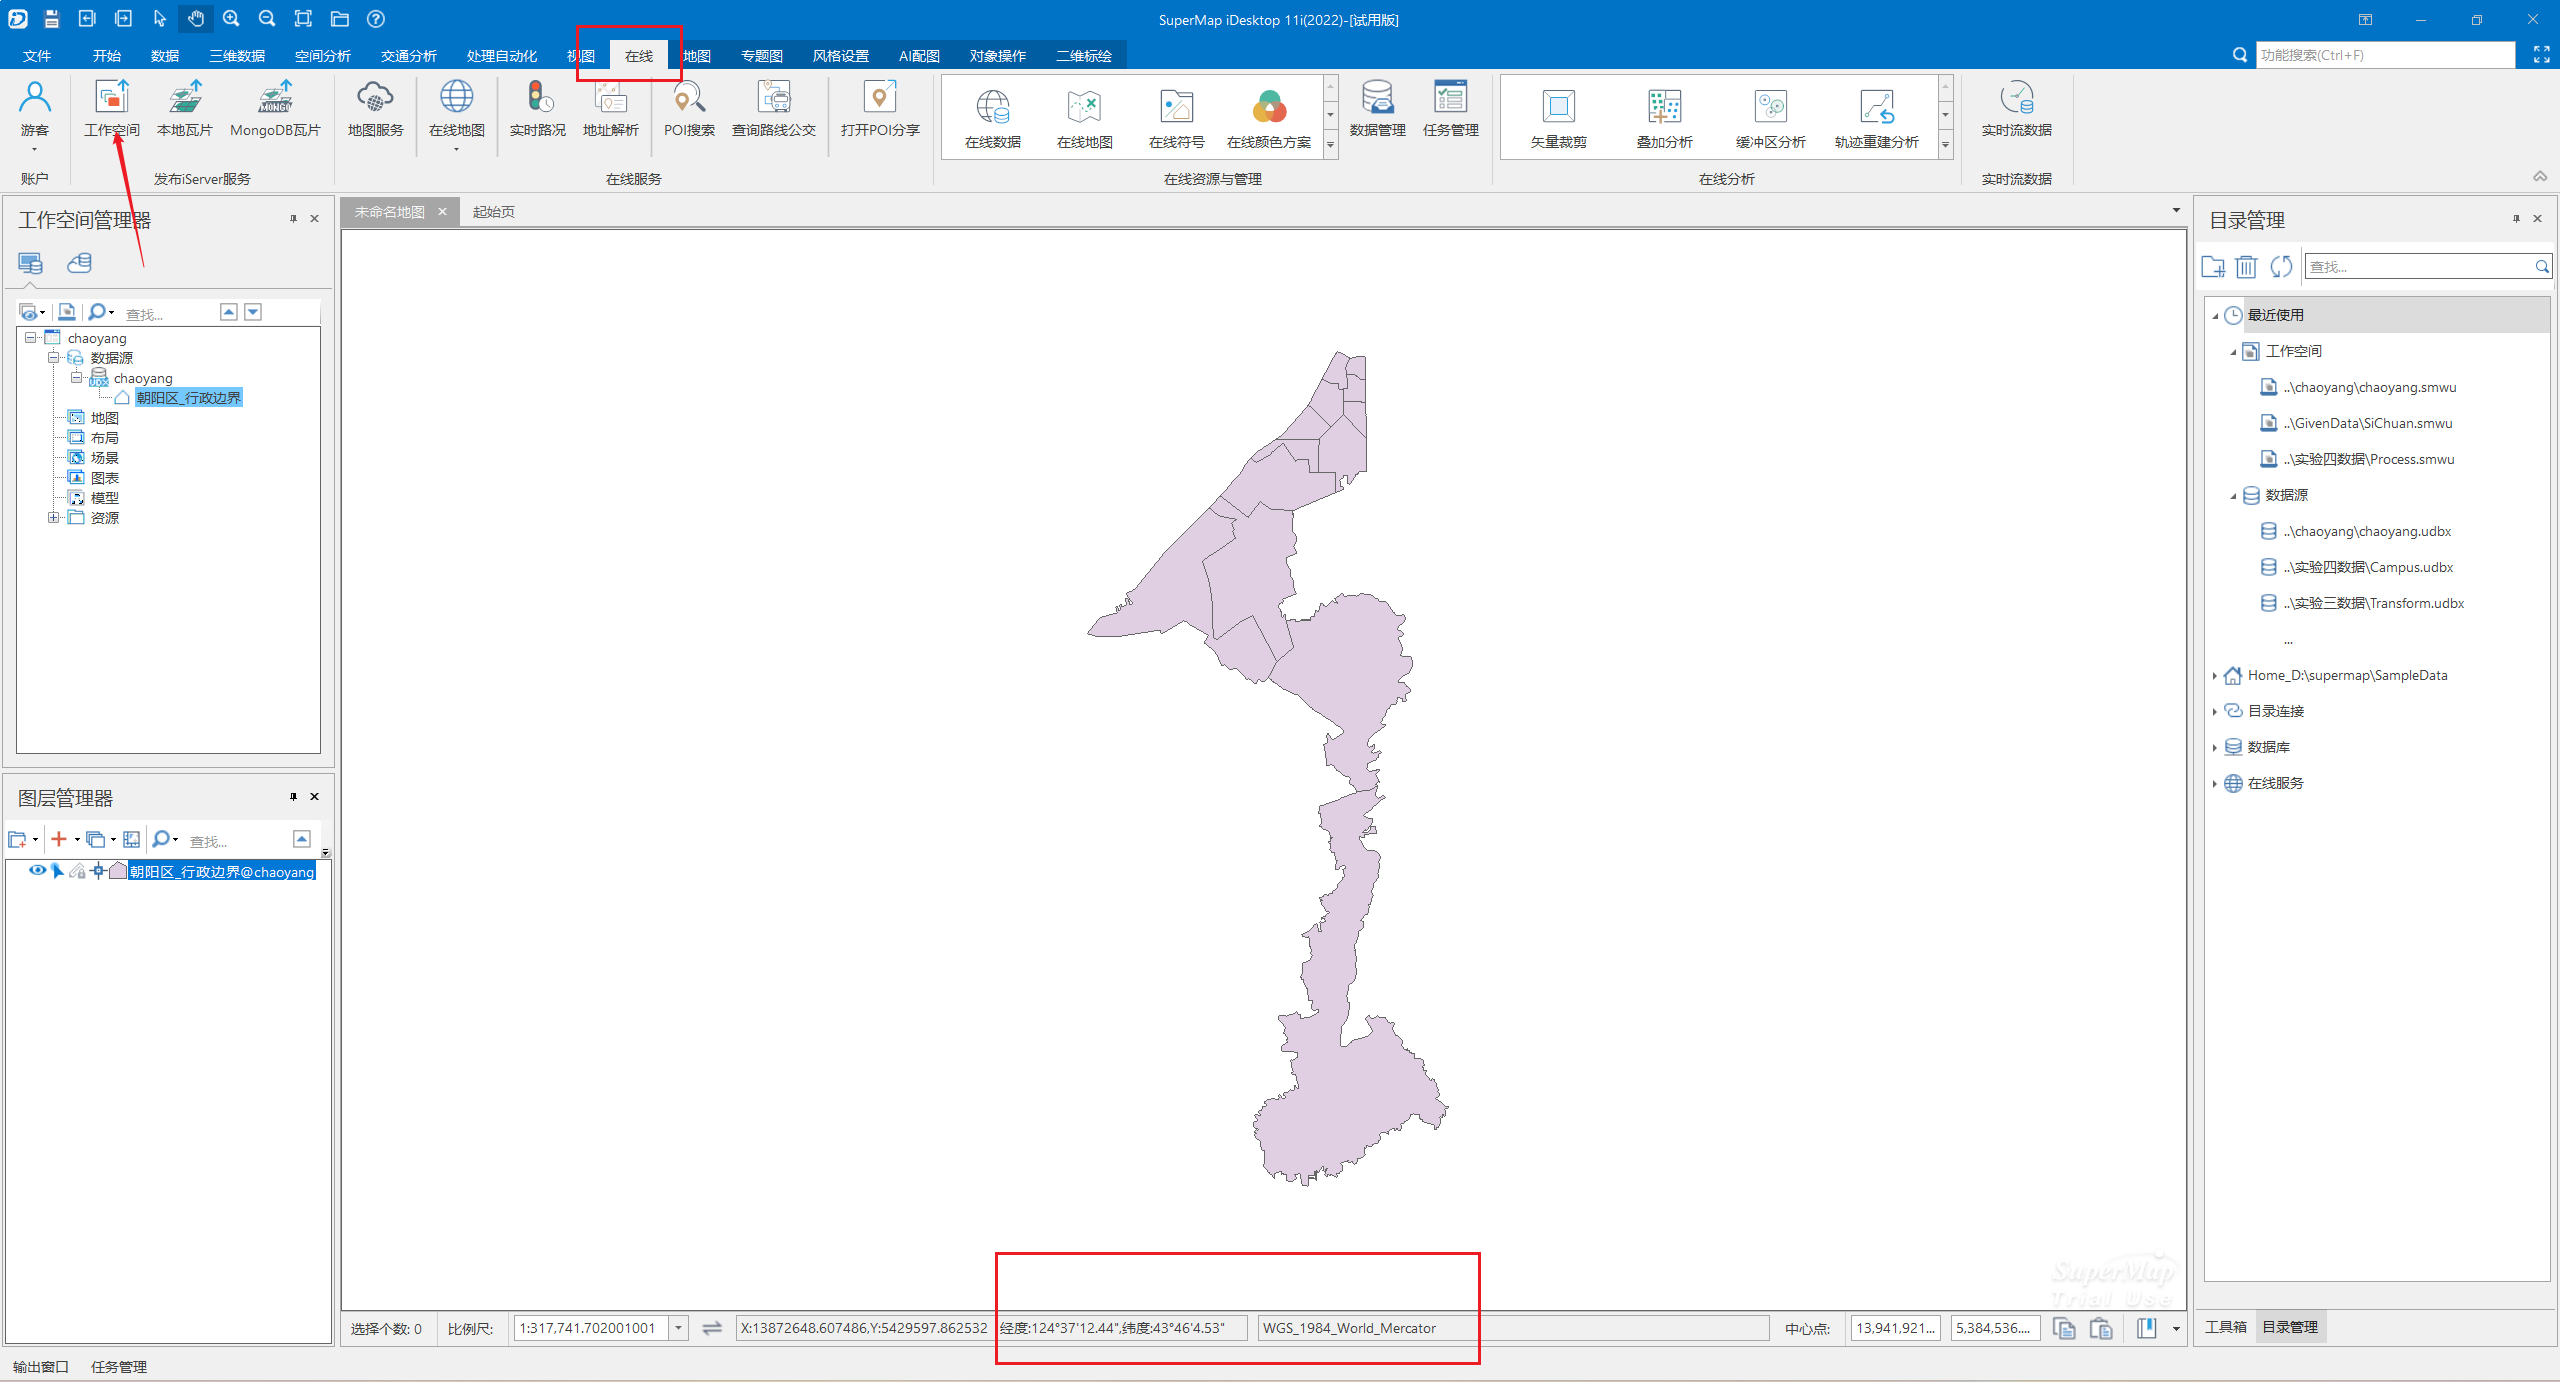 SuperMap iDesktop 11i(2022)-[试用版]
文件 开始 数据 三维数据 空间分析 交通分析 处理自动化 视图 在线 地图 专题图 风格设置 AI配图 对象操作 二维标绘 功能搜索(Ctrl+F)
游客 工作空间 本地瓦片 MongoDB瓦片 地图服务 在线地图 实时路况 地址解析 POI搜索 查询路线公交 打开POI分享 在线数据 在线地图 在线符号 在线颜色方案 数据管理 任务管理 矢量裁剪 叠加分析 缓冲区分析 轨迹重建分析 实时流数据
账户 发布iServer服务 在线服务 在线资源与管理 在线分析 实时流数据
工作空间管理器
查找...
chaoyang
数据源
chaoyang
朝阳区_行政边界
地图
布局
场景
图表
模型
资源
图层管理器
查找...
朝阳区_行政边界@chaoyang
未命名地图 起始页
SuperMap
Trial Use
选择个数: 0 比例尺: 1:317,741.702001001 X:13872648.607486,Y:5429597.862532 经度:124°37'12.44",纬度:43°46'4.53" WGS_1984_World_Mercator 中心点: 13,941,921... 5,384,536....
目录管理
查找...
最近使用
工作空间
..\chaoyang\chaoyang.smwu
..\GivenData\SiChuan.smwu
..\实验四数据\Process.smwu
数据源
..\chaoyang\chaoyang.udbx
..\实验四数据\Campus.udbx
..\实验三数据\Transform.udbx
...
Home_D:\supermap\SampleData
目录连接
数据库
在线服务
工具箱 目录管理
输出窗口 任务管理